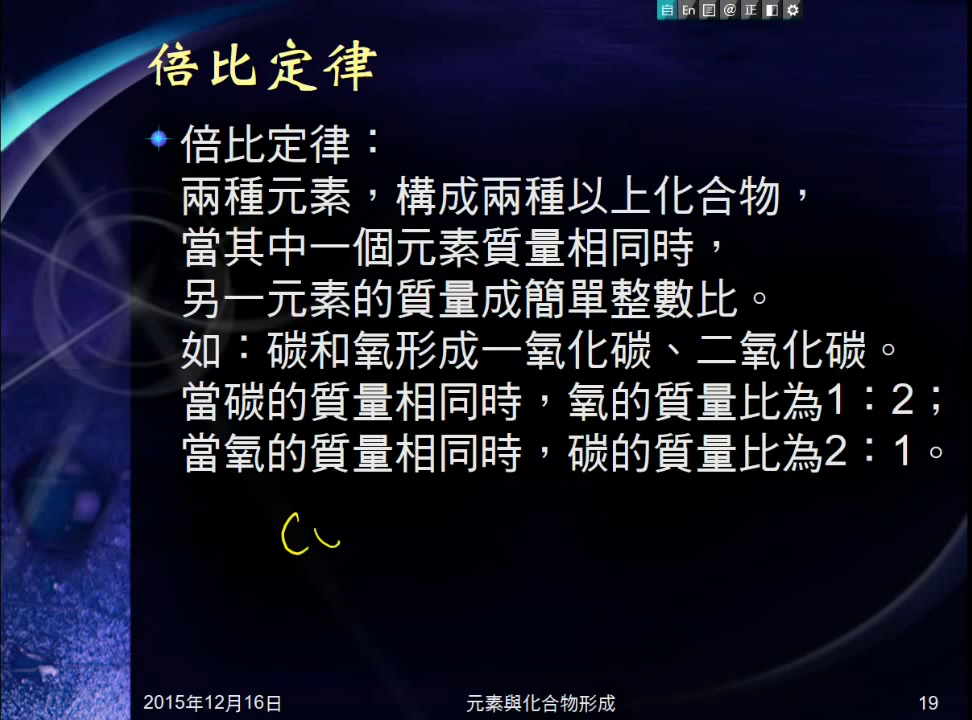 自 En @ 正
倍比定律
倍比定律：
兩種元素，構成兩種以上化合物，
當其中一個元素質量相同時，
另一元素的質量成簡單整數比。
如：碳和氧形成一氧化碳、二氧化碳。
當碳的質量相同時，氧的質量比為1：2；
當氧的質量相同時，碳的質量比為2：1。
C
2015年12月16日 元素與化合物形成 19